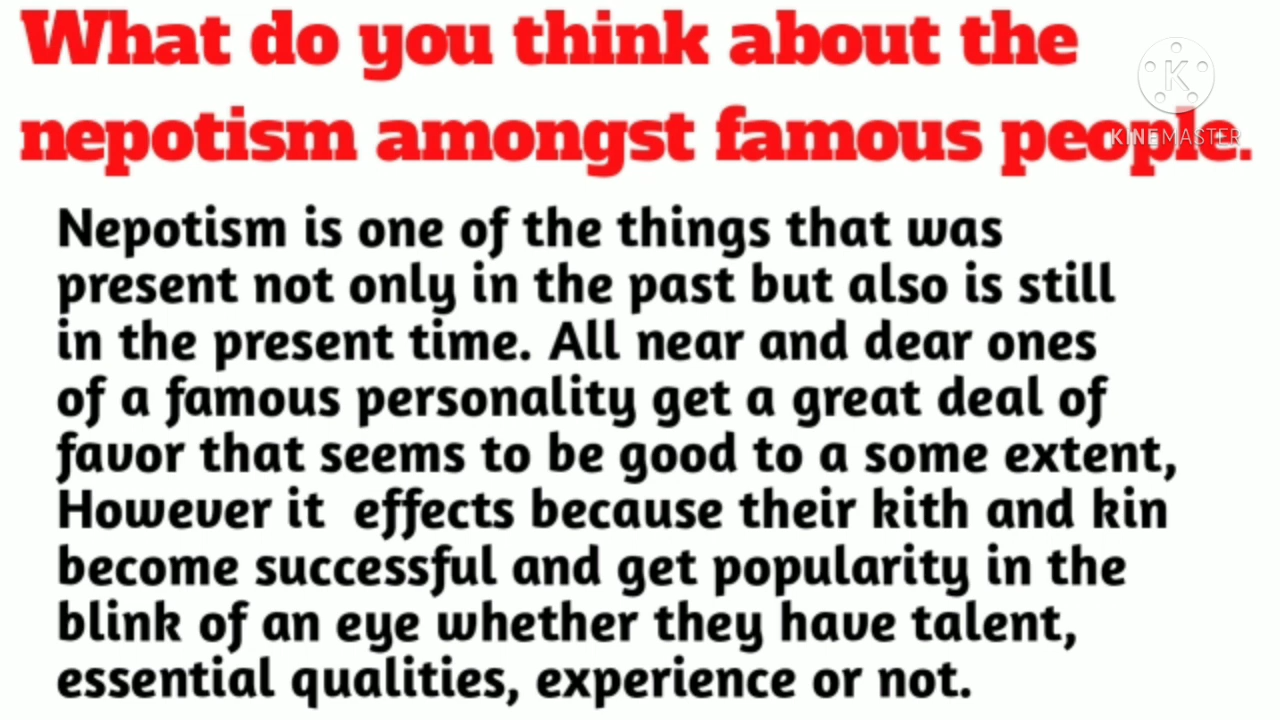 What do you think about the
nepotism amongst famous people.
K
KINEMASTER
Nepotism is one of the things that was
present not only in the past but also is still
in the present time. All near and dear ones
of a famous personality get a great deal of
favor that seems to be good to a some extent,
However it  effects because their kith and kin
become successful and get popularity in the
blink of an eye whether they have talent,
essential qualities, experience or not.